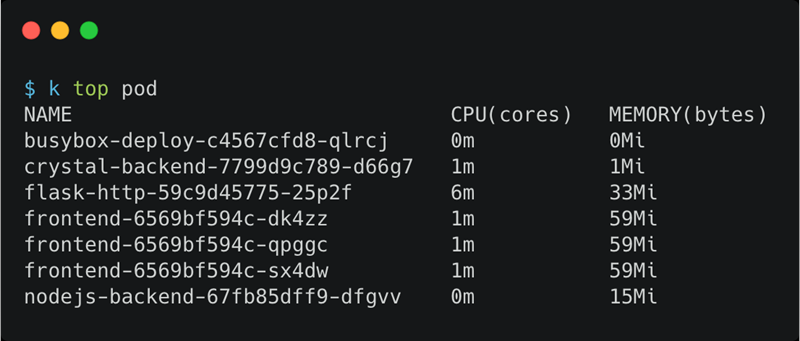 $ k top pod
NAME CPU(cores) MEMORY(bytes)
busybox-deploy-c4567cfd8-qlrcj 0m 0Mi
crystal-backend-7799d9c789-d66g7 1m 1Mi
flask-http-59c9d45775-25p2f 6m 33Mi
frontend-6569bf594c-dk4zz 1m 59Mi
frontend-6569bf594c-qpggc 1m 59Mi
frontend-6569bf594c-sx4dw 1m 59Mi
nodejs-backend-67fb85dff9-dfgvv 0m 15Mi